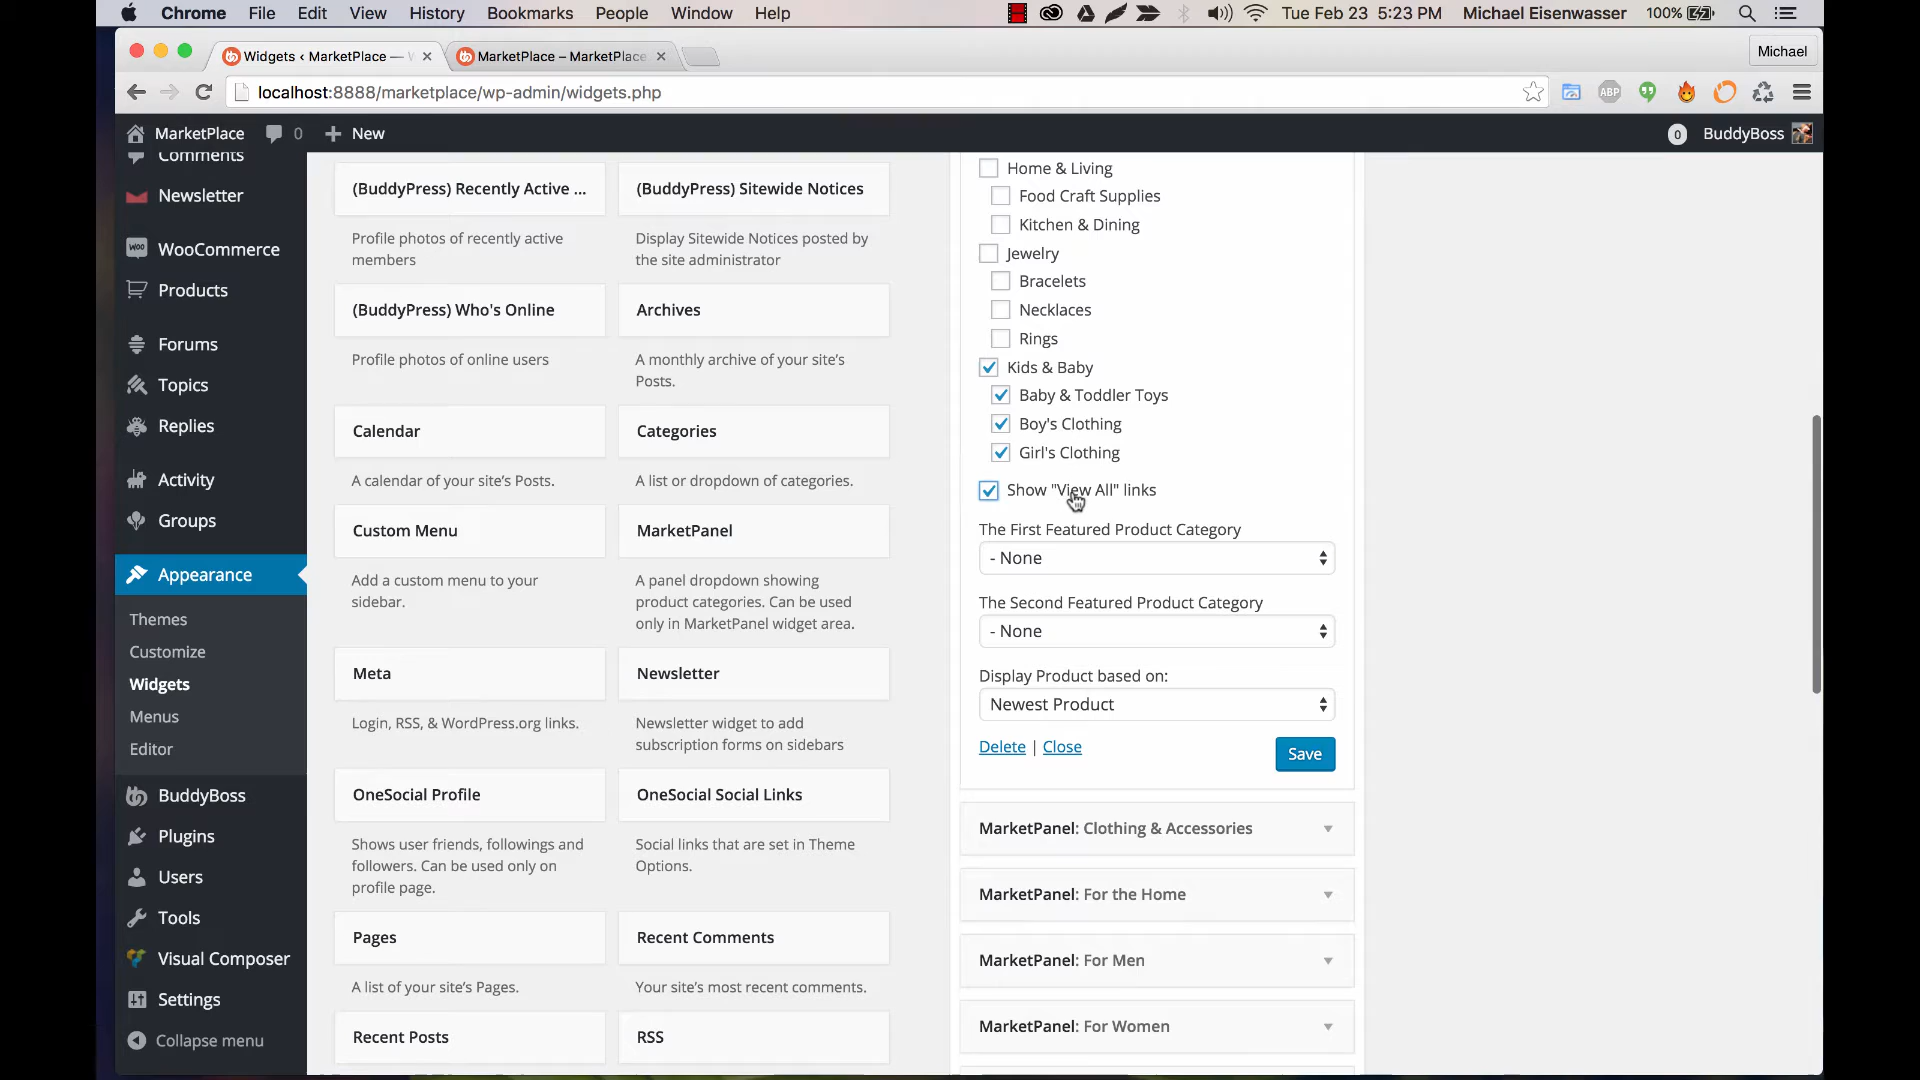 Chrome File Edit View History Bookmarks People Window Help Tue Feb 23 5:23 PM Michael Eisenwasser 100%
Widgets ‹ MarketPlace — MarketPlace – MarketPlace Michael
localhost:8888/marketplace/wp-admin/widgets.php ABP
MarketPlace 0 + New 0 BuddyBoss
Comments
Newsletter
WooCommerce
Products
Forums
Topics
Replies
Activity
Groups
Appearance
Themes
Customize
Widgets
Menus
Editor
BuddyBoss
Plugins
Users
Tools
Visual Composer
Settings
Collapse menu
(BuddyPress) Recently Active ...
Profile photos of recently active
members
(BuddyPress) Sitewide Notices
Display Sitewide Notices posted by
the site administrator
(BuddyPress) Who's Online
Profile photos of online users
Archives
A monthly archive of your site's
Posts.
Calendar
A calendar of your site's Posts.
Categories
A list or dropdown of categories.
Custom Menu
Add a custom menu to your
sidebar.
MarketPanel
A panel dropdown showing
product categories. Can be used
only in MarketPanel widget area.
Meta
Login, RSS, & WordPress.org links.
Newsletter
Newsletter widget to add
subscription forms on sidebars
OneSocial Profile
Shows user friends, followings and
followers. Can be used only on
profile page.
OneSocial Social Links
Social links that are set in Theme
Options.
Pages
A list of your site's Pages.
Recent Comments
Your site's most recent comments.
Recent Posts
RSS
Home & Living
Food Craft Supplies
Kitchen & Dining
Jewelry
Bracelets
Necklaces
Rings
Kids & Baby
Baby & Toddler Toys
Boy's Clothing
Girl's Clothing
Show "View All" links
The First Featured Product Category
- None
The Second Featured Product Category
- None
Display Product based on:
Newest Product
Delete | Close Save
MarketPanel: Clothing & Accessories
MarketPanel: For the Home
MarketPanel: For Men
MarketPanel: For Women